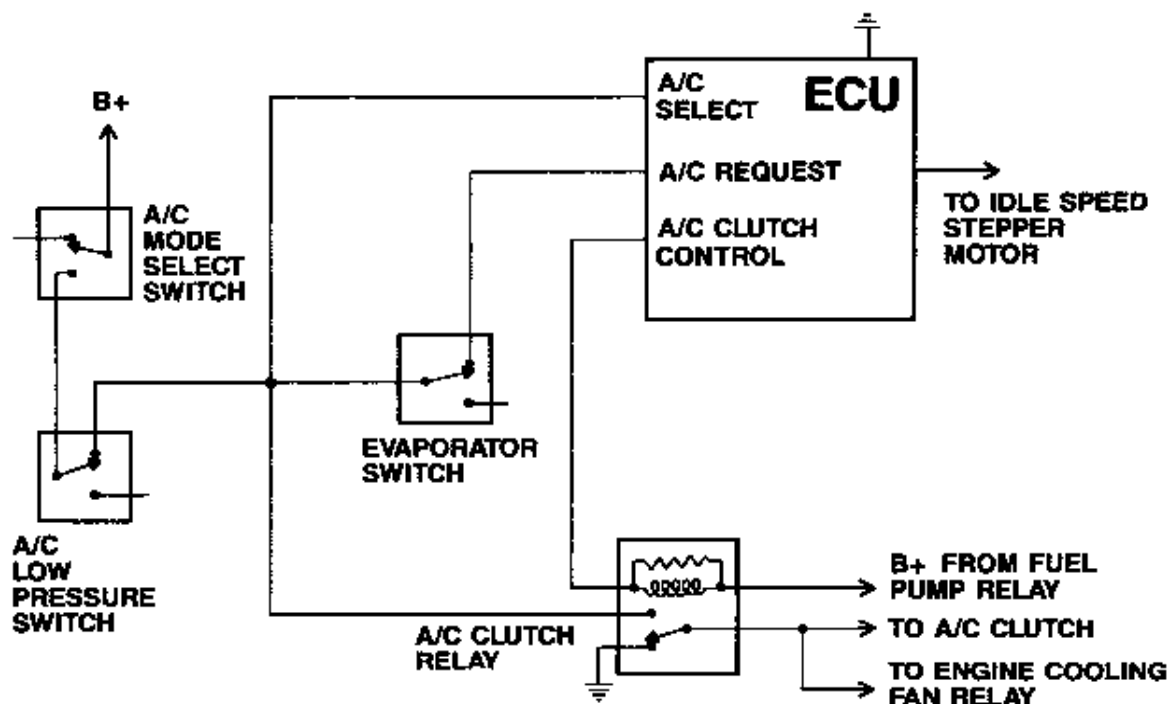 B+
A/C
MODE
SELECT
SWITCH
A/C
LOW
PRESSURE
SWITCH
EVAPORATOR
SWITCH
A/C
SELECT
ECU
A/C REQUEST
A/C CLUTCH
CONTROL
TO IDLE SPEED
STEPPER
MOTOR
A/C CLUTCH
RELAY
B+ FROM FUEL
PUMP RELAY
TO A/C CLUTCH
TO ENGINE COOLING
FAN RELAY